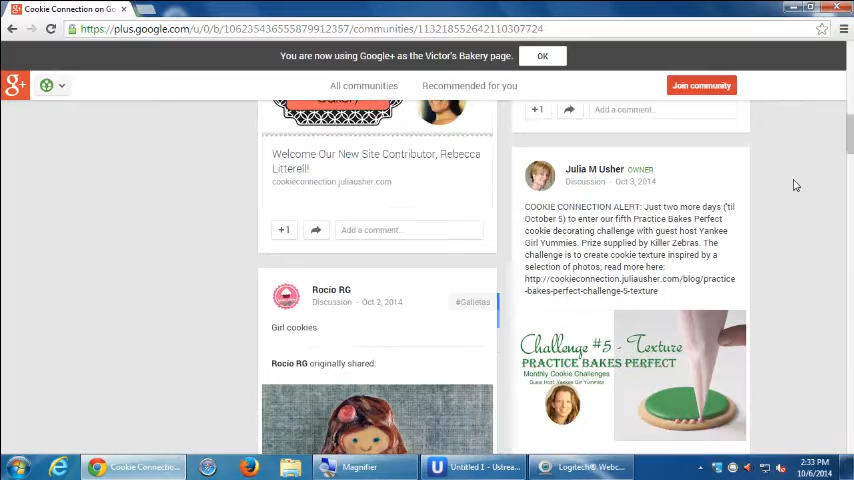 Cookie Connection on Go
https://plus.google.com/u/0/b/106235436555879912357/communities/113218552642110307724
You are now using Google+ as the Victor's Bakery page.
OK
g+
All communities
Recommended for you
Join community
Bakery
Welcome Our New Site Contributor, Rebecca
Litterell!
cookieconnection.juliausher.com
+1
Add a comment...
Rocío RG
Discussion - Oct 2, 2014
#Galletas
Girl cookies
Rocío RG originally shared:
+1
Add a comment...
Julia M Usher OWNER
Discussion - Oct 3, 2014
COOKIE CONNECTION ALERT: Just two more days ('til
October 5) to enter our fifth Practice Bakes Perfect
cookie decorating challenge with guest host Yankee
Girl Yummies. Prize supplied by Killer Zebras. The
challenge is to create cookie texture inspired by a
selection of photos; read more here:
http://cookieconnection.juliausher.com/blog/practice
-bakes-perfect-challenge-5-texture
Challenge #5 - Texture
PRACTICE BAKES PERFECT
Monthly Cookie Challenges
Guest Host: Yankee Girl Yummies
Cookie Connectio...
Magnifier
Untitled 1 - Ustrea...
Logitech® Webc...
2:33 PM
10/6/2014